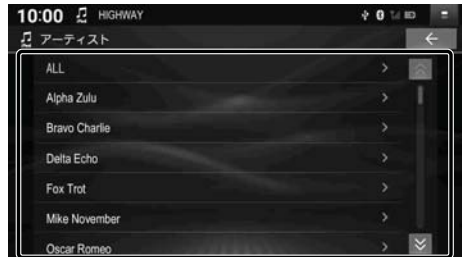 10:00 HIGHWAY
アーティスト
ALL
Alpha Zulu
Bravo Charlie
Delta Echo
Fox Trot
Mike November
Oscar Romeo